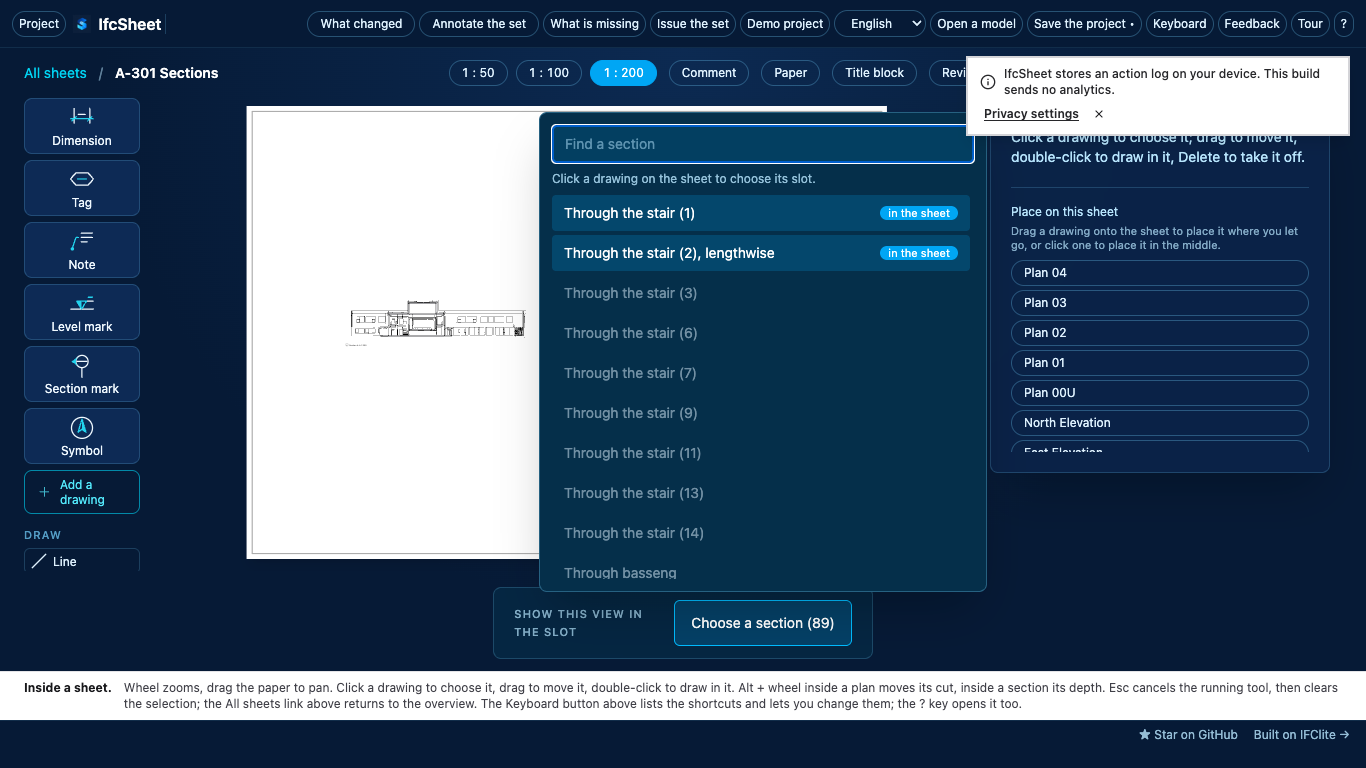 Project
IfcSheet
What changed
Annotate the set
What is missing
Issue the set
Demo project
English
Open a model
Save the project •
Keyboard
Feedback
Tour
?
All sheets / A-301 Sections
1 : 50
1 : 100
1 : 200
Comment
Paper
Title block
Revi
IfcSheet stores an action log on your device. This build
sends no analytics.
Privacy settings ×
Dimension
Tag
Note
Level mark
Section mark
Symbol
+ Add a
drawing
DRAW
Line
Find a section
Click a drawing on the sheet to choose its slot.
Through the stair (1) in the sheet
Through the stair (2), lengthwise in the sheet
Through the stair (3)
Through the stair (6)
Through the stair (7)
Through the stair (9)
Through the stair (11)
Through the stair (13)
Through the stair (14)
Through basseng
SHOW THIS VIEW IN
THE SLOT
Choose a section (89)
Click a drawing to choose it, drag to move it,
double-click to draw in it, Delete to take it off.
Place on this sheet
Drag a drawing onto the sheet to place it where you let
go, or click one to place it in the middle.
Plan 04
Plan 03
Plan 02
Plan 01
Plan 00U
North Elevation
East Elevation
Inside a sheet. Wheel zooms, drag the paper to pan. Click a drawing to choose it, drag to move it, double-click to draw in it. Alt + wheel inside a plan moves its cut, inside a section its depth. Esc cancels the running tool, then clears
the selection; the All sheets link above returns to the overview. The Keyboard button above lists the shortcuts and lets you change them; the ? key opens it too.
★ Star on GitHub
Built on IFClite →